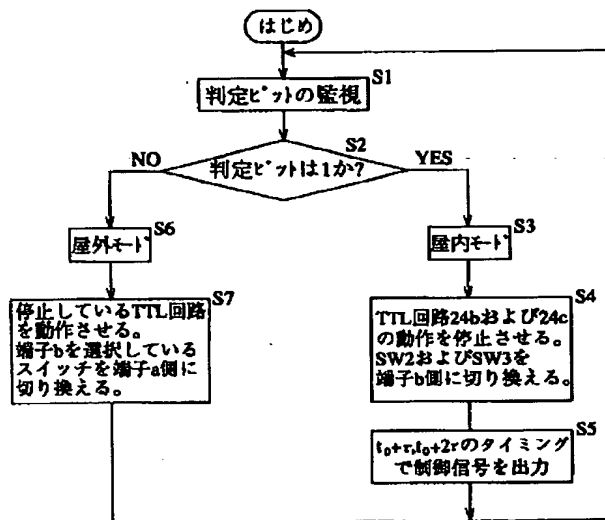 はじめ
S1
判定ビットの監視
S2
NO
判定ビットは1か?
YES
S6
屋外モード
S3
屋内モード
S7
停止しているTTL回路
を動作させる。
端子bを選択している
スイッチを端子a側に
切り換える。
S4
TTL回路24bおよび24c
の動作を停止させる。
SW2およびSW3を
端子b側に切り換える。
S5
t₀+τ,t₀+2τのタイミング
で制御信号を出力